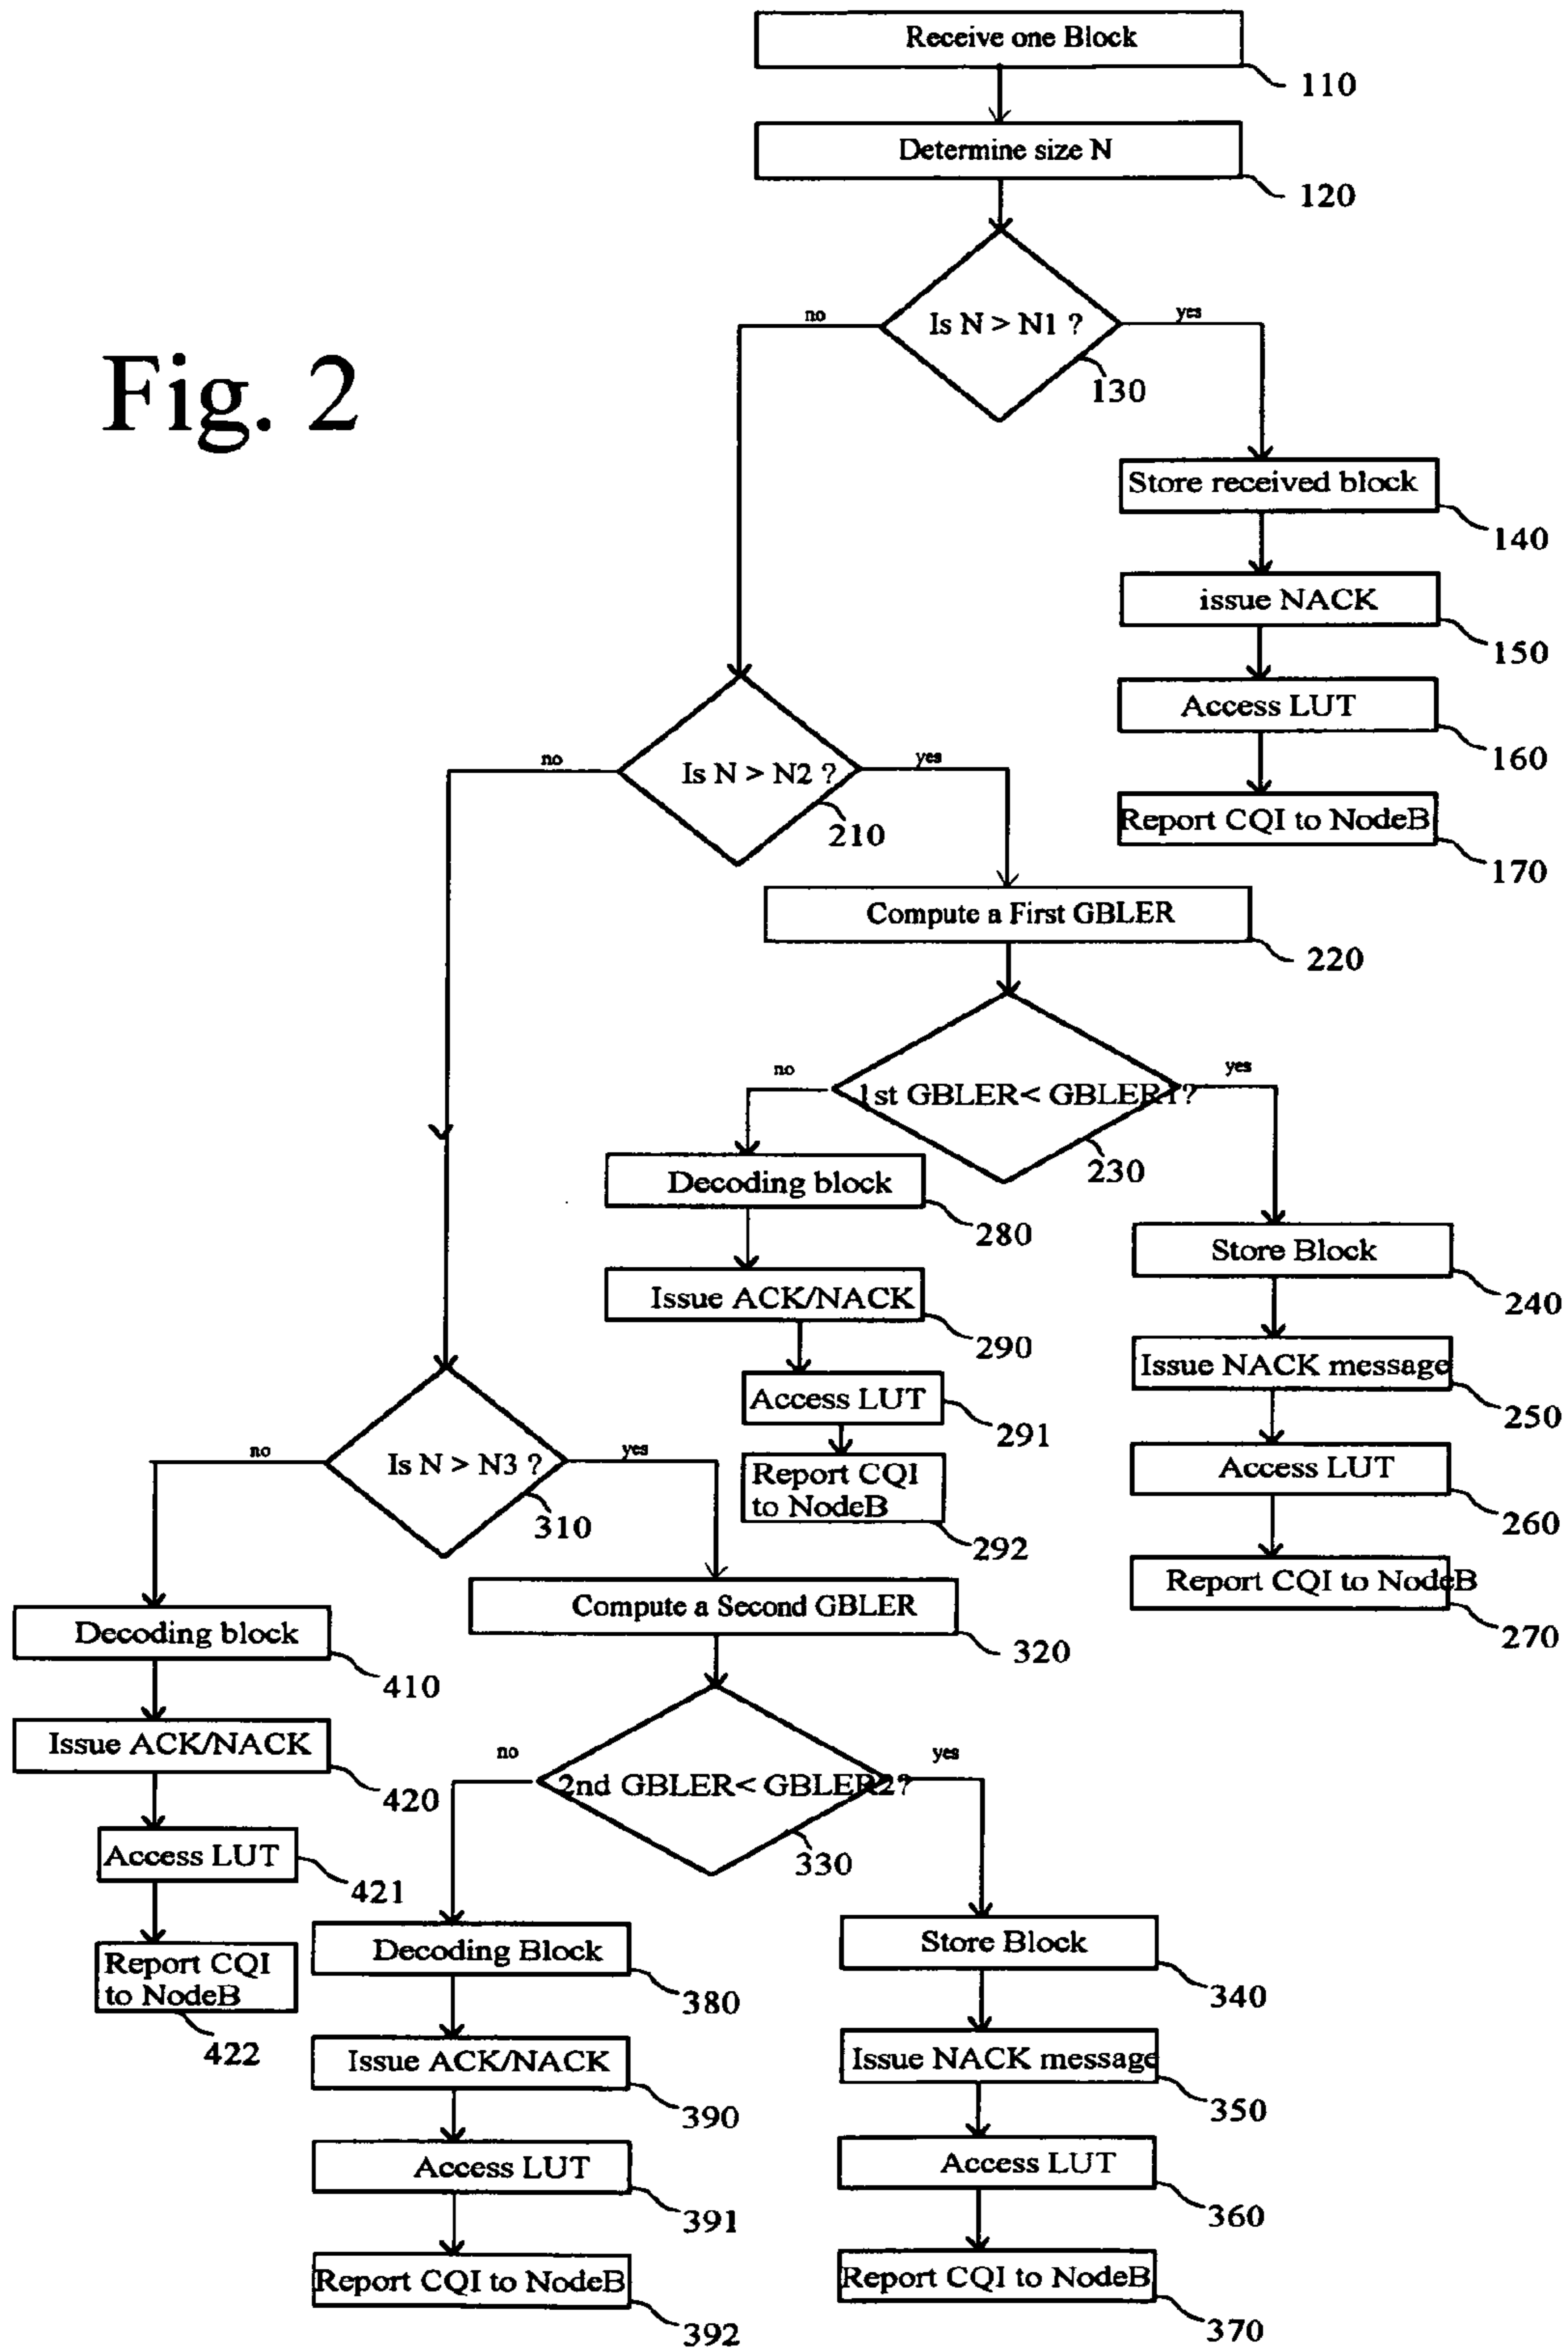 Receive one Block
110
Determine size N
120
Is N > N1 ?
no
yes
130
Fig. 2
Store received block
140
issue NACK
150
Access LUT
160
Report CQI to NodeB
170
Is N > N2 ?
no
yes
210
Compute a First GBLER
220
1st GBLER< GBLER1?
no
yes
230
Decoding block
280
Issue ACK/NACK
290
Access LUT
291
Report CQI
to NodeB
292
Store Block
240
Issue NACK message
250
Access LUT
260
Report CQI to NodeB
270
Is N > N3 ?
no
yes
310
Compute a Second GBLER
320
Decoding block
410
Issue ACK/NACK
420
Access LUT
421
Report CQI
to NodeB
422
2nd GBLER< GBLER2?
no
yes
330
Decoding Block
380
Issue ACK/NACK
390
Access LUT
391
Report CQI to NodeB
392
Store Block
340
Issue NACK message
350
Access LUT
360
Report CQI to NodeB
370